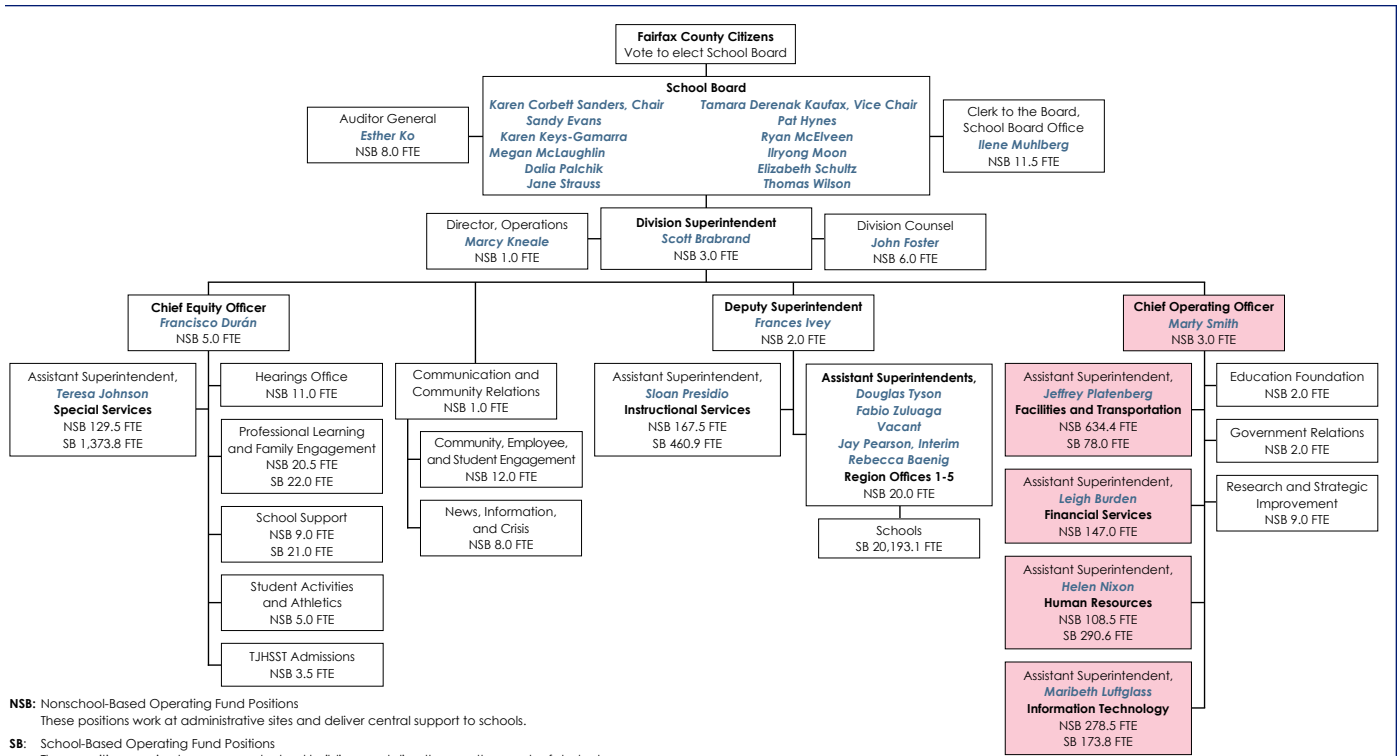 Fairfax County Citizens
Vote to elect School Board
School Board
Karen Corbett Sanders, Chair
Tamara Derenak Kaufax, Vice Chair
Sandy Evans
Pat Hynes
Karen Keys-Gamarra
Ryan McElveen
Megan McLaughlin
Ilryong Moon
Dalia Palchik
Elizabeth Schultz
Jane Strauss
Thomas Wilson
Auditor General
Esther Ko
NSB 8.0 FTE
Clerk to the Board,
School Board Office
Ilene Muhlberg
NSB 11.5 FTE
Director, Operations
Marcy Kneale
NSB 1.0 FTE
Division Superintendent
Scott Brabrand
NSB 3.0 FTE
Division Counsel
John Foster
NSB 6.0 FTE
Chief Equity Officer
Francisco Durán
NSB 5.0 FTE
Assistant Superintendent,
Teresa Johnson
Special Services
NSB 129.5 FTE
SB 1,373.8 FTE
Hearings Office
NSB 11.0 FTE
Professional Learning
and Family Engagement
NSB 20.5 FTE
SB 22.0 FTE
School Support
NSB 9.0 FTE
SB 21.0 FTE
Student Activities
and Athletics
NSB 5.0 FTE
TJHSST Admissions
NSB 3.5 FTE
Communication and
Community Relations
NSB 1.0 FTE
Community, Employee,
and Student Engagement
NSB 12.0 FTE
News, Information,
and Crisis
NSB 8.0 FTE
Deputy Superintendent
Frances Ivey
NSB 2.0 FTE
Assistant Superintendent,
Sloan Presidio
Instructional Services
NSB 167.5 FTE
SB 460.9 FTE
Assistant Superintendents,
Douglas Tyson
Fabio Zuluaga
Vacant
Jay Pearson, Interim
Rebecca Baenig
Region Offices 1-5
NSB 20.0 FTE
Schools
SB 20,193.1 FTE
Chief Operating Officer
Marty Smith
NSB 3.0 FTE
Assistant Superintendent,
Jeffrey Platenberg
Facilities and Transportation
NSB 634.4 FTE
SB 78.0 FTE
Assistant Superintendent,
Leigh Burden
Financial Services
NSB 147.0 FTE
Assistant Superintendent,
Helen Nixon
Human Resources
NSB 108.5 FTE
SB 290.6 FTE
Assistant Superintendent,
Maribeth Luftglass
Information Technology
NSB 278.5 FTE
SB 173.8 FTE
Education Foundation
NSB 2.0 FTE
Government Relations
NSB 2.0 FTE
Research and Strategic
Improvement
NSB 9.0 FTE
NSB: Nonschool-Based Operating Fund Positions
These positions work at administrative sites and deliver central support to schools.
SB: School-Based Operating Fund Positions